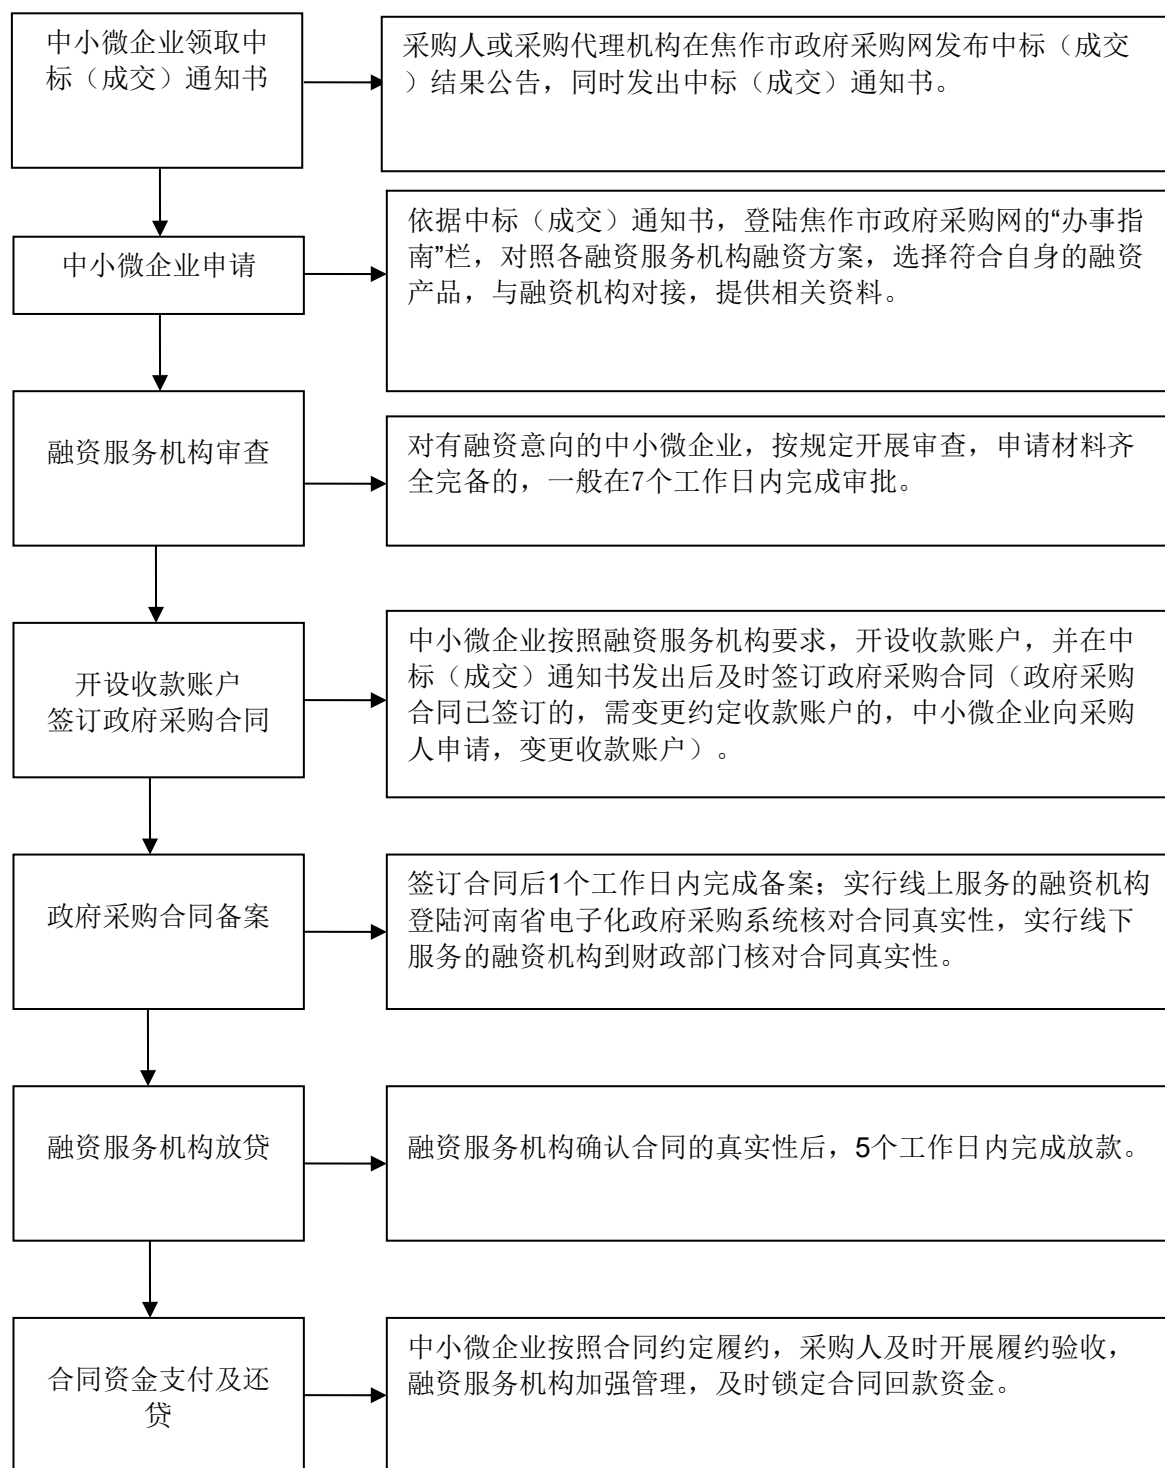 中小微企业领取中
标（成交）通知书
采购人或采购代理机构在焦作市政府采购网发布中标（成交
）结果公告，同时发出中标（成交）通知书。
中小微企业申请
依据中标（成交）通知书，登陆焦作市政府采购网的“办事指
南”栏，对照各融资服务机构融资方案，选择符合自身的融资
产品，与融资机构对接，提供相关资料。
融资服务机构审查
对有融资意向的中小微企业，按规定开展审查，申请材料齐
全完备的，一般在7个工作日内完成审批。
开设收款账户
签订政府采购合同
中小微企业按照融资服务机构要求，开设收款账户，并在中
标（成交）通知书发出后及时签订政府采购合同（政府采购
合同已签订的，需变更约定收款账户的，中小微企业向采购
人申请，变更收款账户）。
政府采购合同备案
签订合同后1个工作日内完成备案；实行线上服务的融资机构
登陆河南省电子化政府采购系统核对合同真实性，实行线下
服务的融资机构到财政部门核对合同真实性。
融资服务机构放贷
融资服务机构确认合同的真实性后，5个工作日内完成放款。
合同资金支付及还
贷
中小微企业按照合同约定履约，采购人及时开展履约验收，
融资服务机构加强管理，及时锁定合同回款资金。